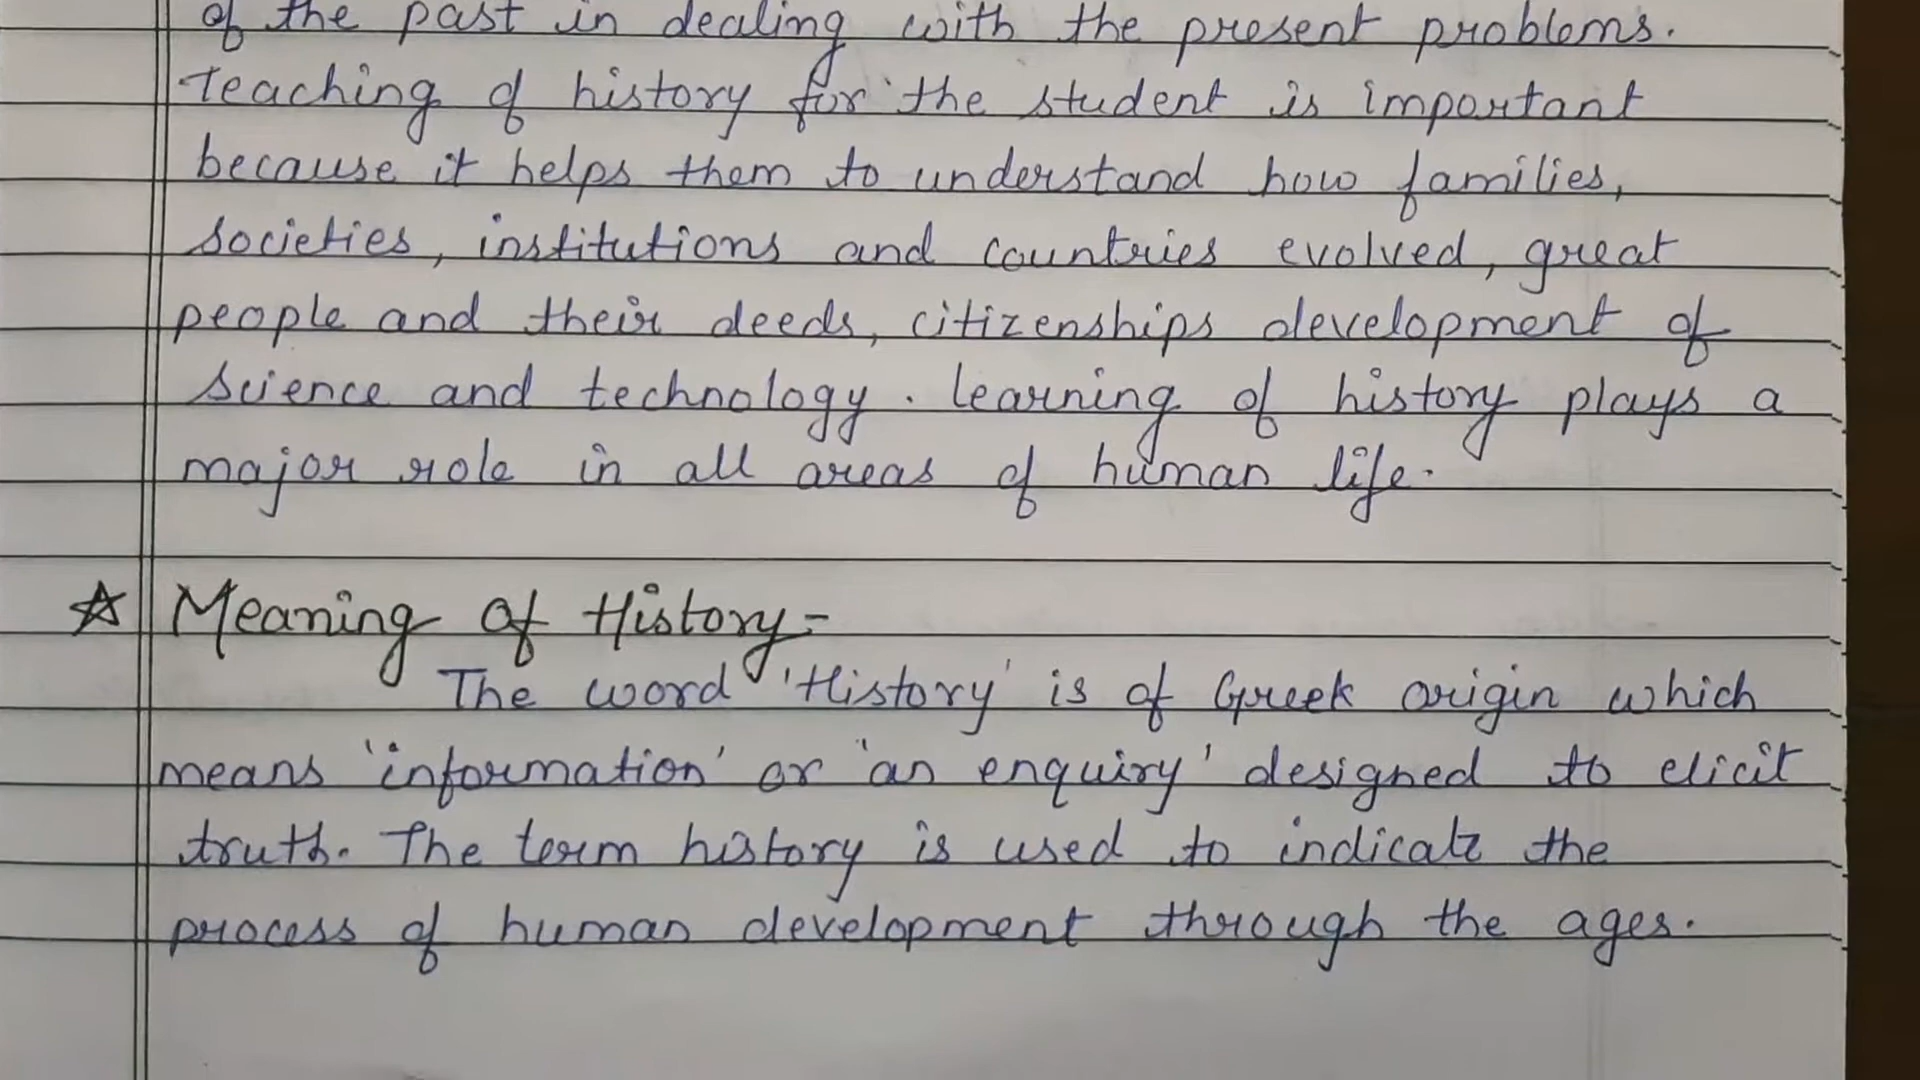 of the past in dealing with the present problems.
Teaching of history for the student is important
because it helps them to understand how families,
societies, institutions and countries evolved, great
people and their deeds, citizenships development of
science and technology. learning of history plays a
major role in all areas of human life.
☆ Meaning of History-
The word 'History' is of Greek origin which
means 'information' or 'an enquiry' designed to elicit
truth. The term history is used to indicate the
process of human development through the ages.